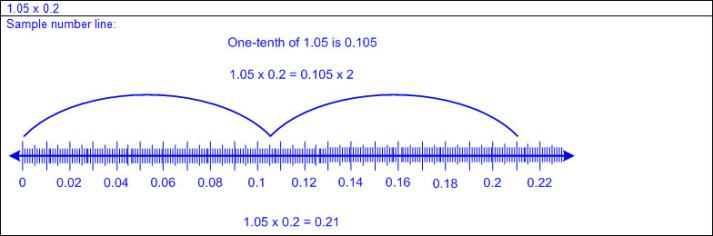 1.05 x 0.2
Sample number line:
One-tenth of 1.05 is 0.105
1.05 x 0.2 = 0.105 x 2
0 0.02 0.04 0.06 0.08 0.1 0.12 0.14 0.16 0.18 0.2 0.22
1.05 x 0.2 = 0.21